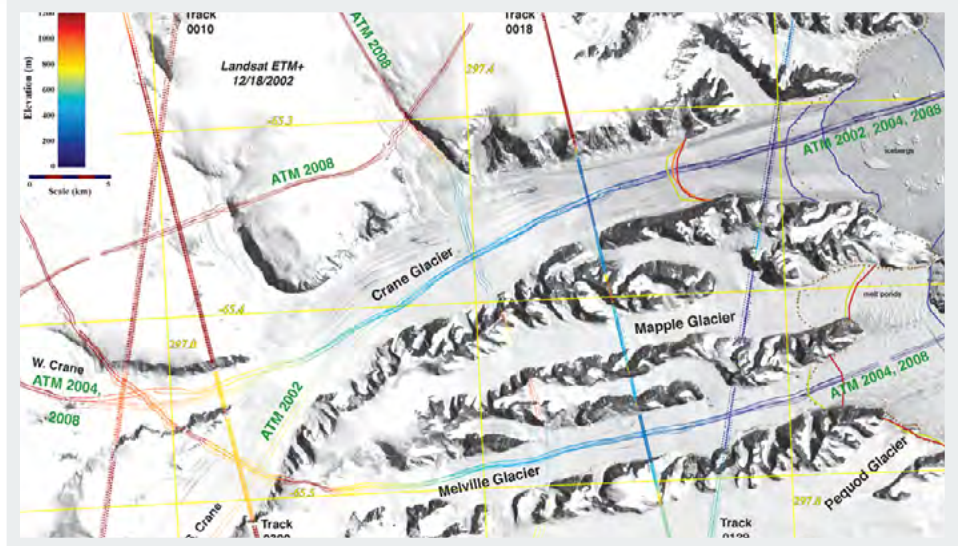 1200
1000
800
600
400
200
0
Elevation (m)
Scale (km)
0
5
Track
0010
Landsat ETM+
12/18/2002
ATM 2008
297.4
Track
0018
-65.3
ATM 2002, 2004, 2008
icebergs
ATM 2008
Crane Glacier
-65.4
297.0
Mapple Glacier
melt ponds
W. Crane
ATM 2004,
2008
ATM 2002
ATM 2004, 2008
Melville Glacier
-65.5
297.8
Pequod Glacier
Crane
Track
Track
0129